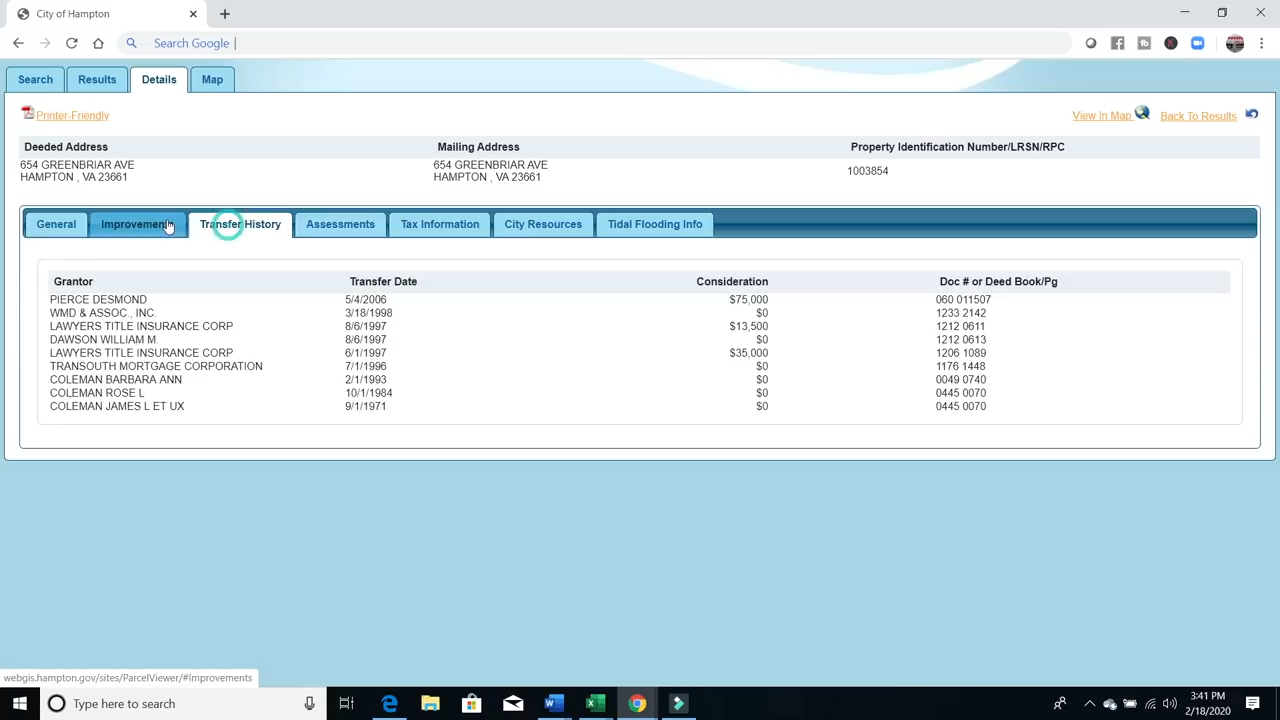 City of Hampton
Search Google
Search Results Details Map
Printer-Friendly
View In Map Back To Results
Deeded Address Mailing Address Property Identification Number/LRSN/RPC
654 GREENBRIAR AVE 654 GREENBRIAR AVE 1003854
HAMPTON , VA 23661 HAMPTON , VA 23661
General Improvements Transfer History Assessments Tax Information City Resources Tidal Flooding Info
Grantor Transfer Date Consideration Doc # or Deed Book/Pg
PIERCE DESMOND 5/4/2006 $75,000 060 011507
WMD & ASSOC., INC. 3/18/1998 $0 1233 2142
LAWYERS TITLE INSURANCE CORP 8/6/1997 $13,500 1212 0611
DAWSON WILLIAM M. 8/6/1997 $0 1212 0613
LAWYERS TITLE INSURANCE CORP 6/1/1997 $35,000 1206 1089
TRANSOUTH MORTGAGE CORPORATION 7/1/1996 $0 1176 1448
COLEMAN BARBARA ANN 2/1/1993 $0 0049 0740
COLEMAN ROSE L 10/1/1984 $0 0445 0070
COLEMAN JAMES L ET UX 9/1/1971 $0 0445 0070
webgis.hampton.gov/sites/ParcelViewer/#Improvements
Type here to search
3:41 PM
2/18/2020